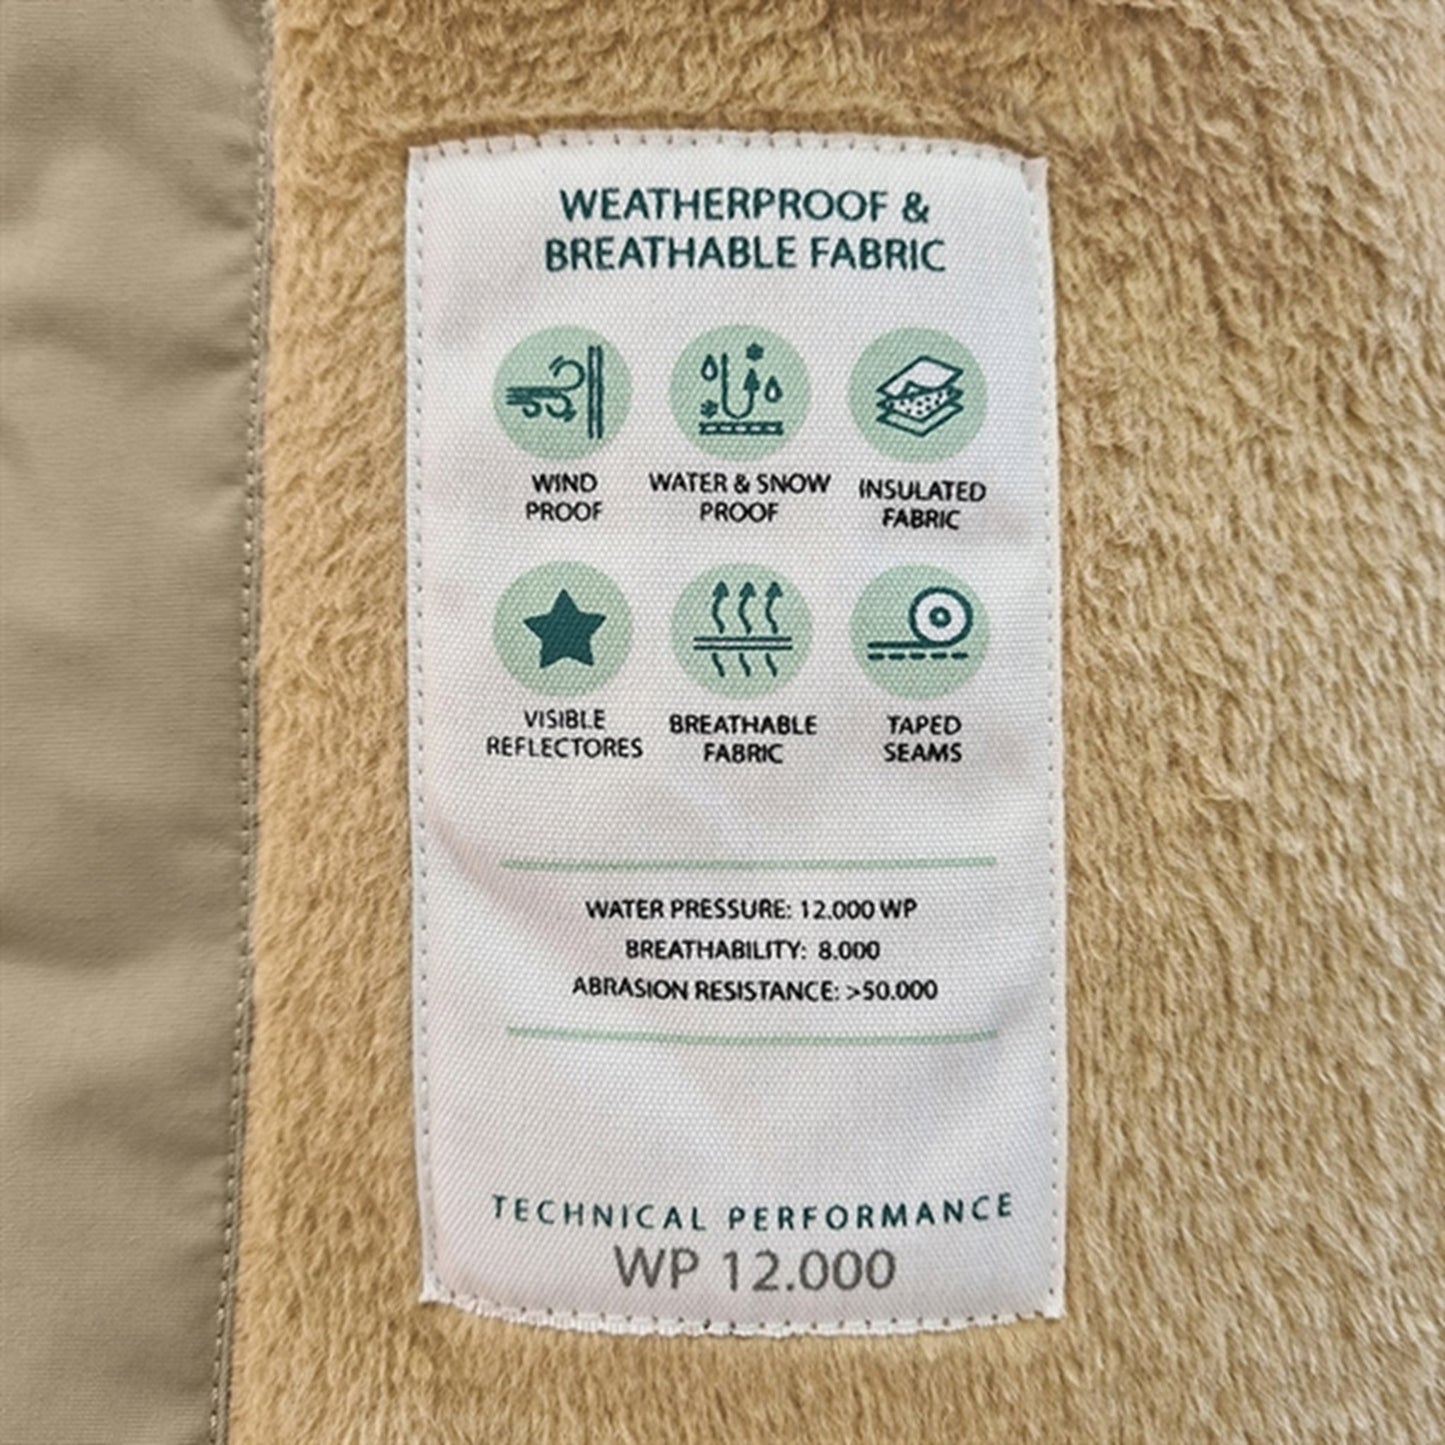 WEATHERPROOF &
BREATHABLE FABRIC
WIND
PROOF
WATER & SNOW
PROOF
INSULATED
FABRIC
VISIBLE
REFLECTORES
BREATHABLE
FABRIC
TAPED
SEAMS
WATER PRESSURE: 12.000 WP
BREATHABILITY: 8.000
ABRASION RESISTANCE: >50.000
TECHNICAL PERFORMANCE
WP 12.000